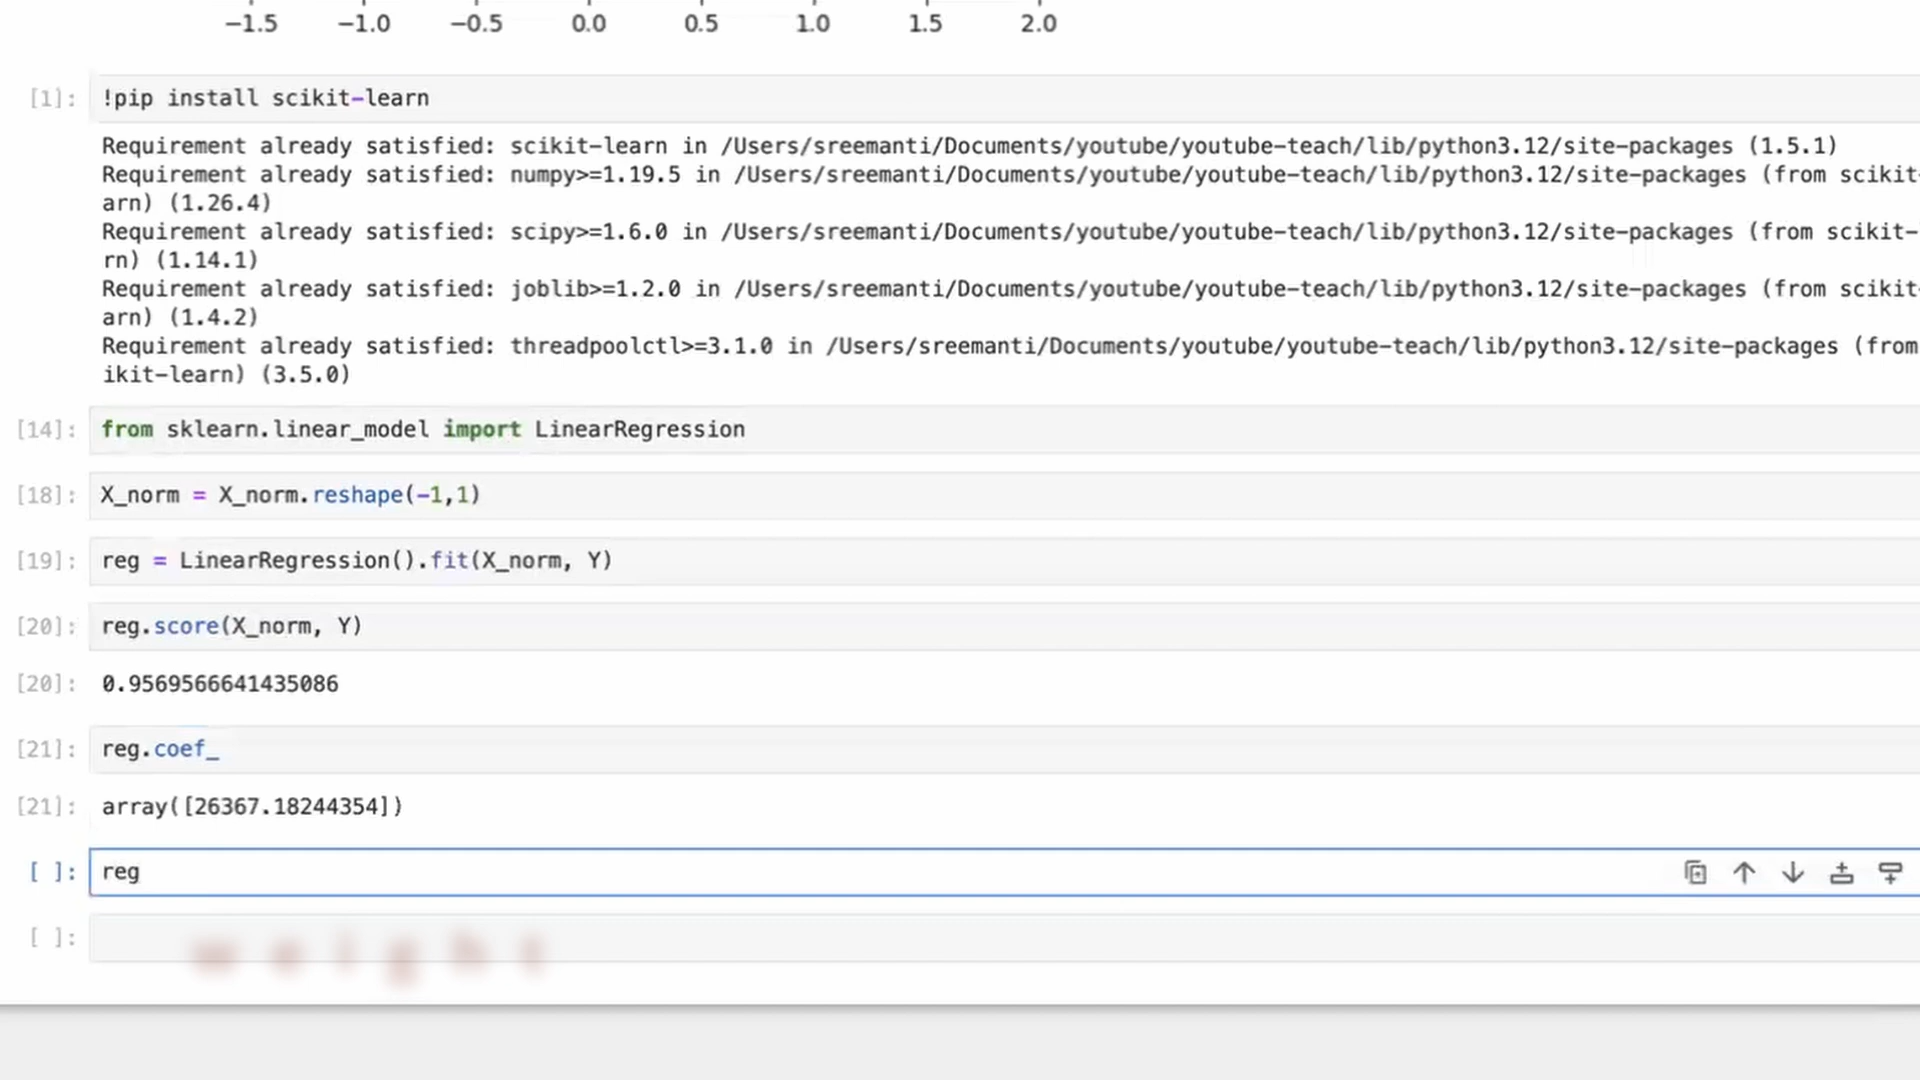 −1.5 −1.0 −0.5 0.0 0.5 1.0 1.5 2.0
[1]: !pip install scikit-learn
Requirement already satisfied: scikit-learn in /Users/sreemanti/Documents/youtube/youtube-teach/lib/python3.12/site-packages (1.5.1)
Requirement already satisfied: numpy>=1.19.5 in /Users/sreemanti/Documents/youtube/youtube-teach/lib/python3.12/site-packages (from scikit-
arn) (1.26.4)
Requirement already satisfied: scipy>=1.6.0 in /Users/sreemanti/Documents/youtube/youtube-teach/lib/python3.12/site-packages (from scikit-
rn) (1.14.1)
Requirement already satisfied: joblib>=1.2.0 in /Users/sreemanti/Documents/youtube/youtube-teach/lib/python3.12/site-packages (from scikit-
arn) (1.4.2)
Requirement already satisfied: threadpoolctl>=3.1.0 in /Users/sreemanti/Documents/youtube/youtube-teach/lib/python3.12/site-packages (from
ikit-learn) (3.5.0)
[14]: from sklearn.linear_model import LinearRegression
[18]: X_norm = X_norm.reshape(-1,1)
[19]: reg = LinearRegression().fit(X_norm, Y)
[20]: reg.score(X_norm, Y)
[20]: 0.9569566641435086
[21]: reg.coef_
[21]: array([26367.18244354])
[ ]: reg
[ ]:
weight